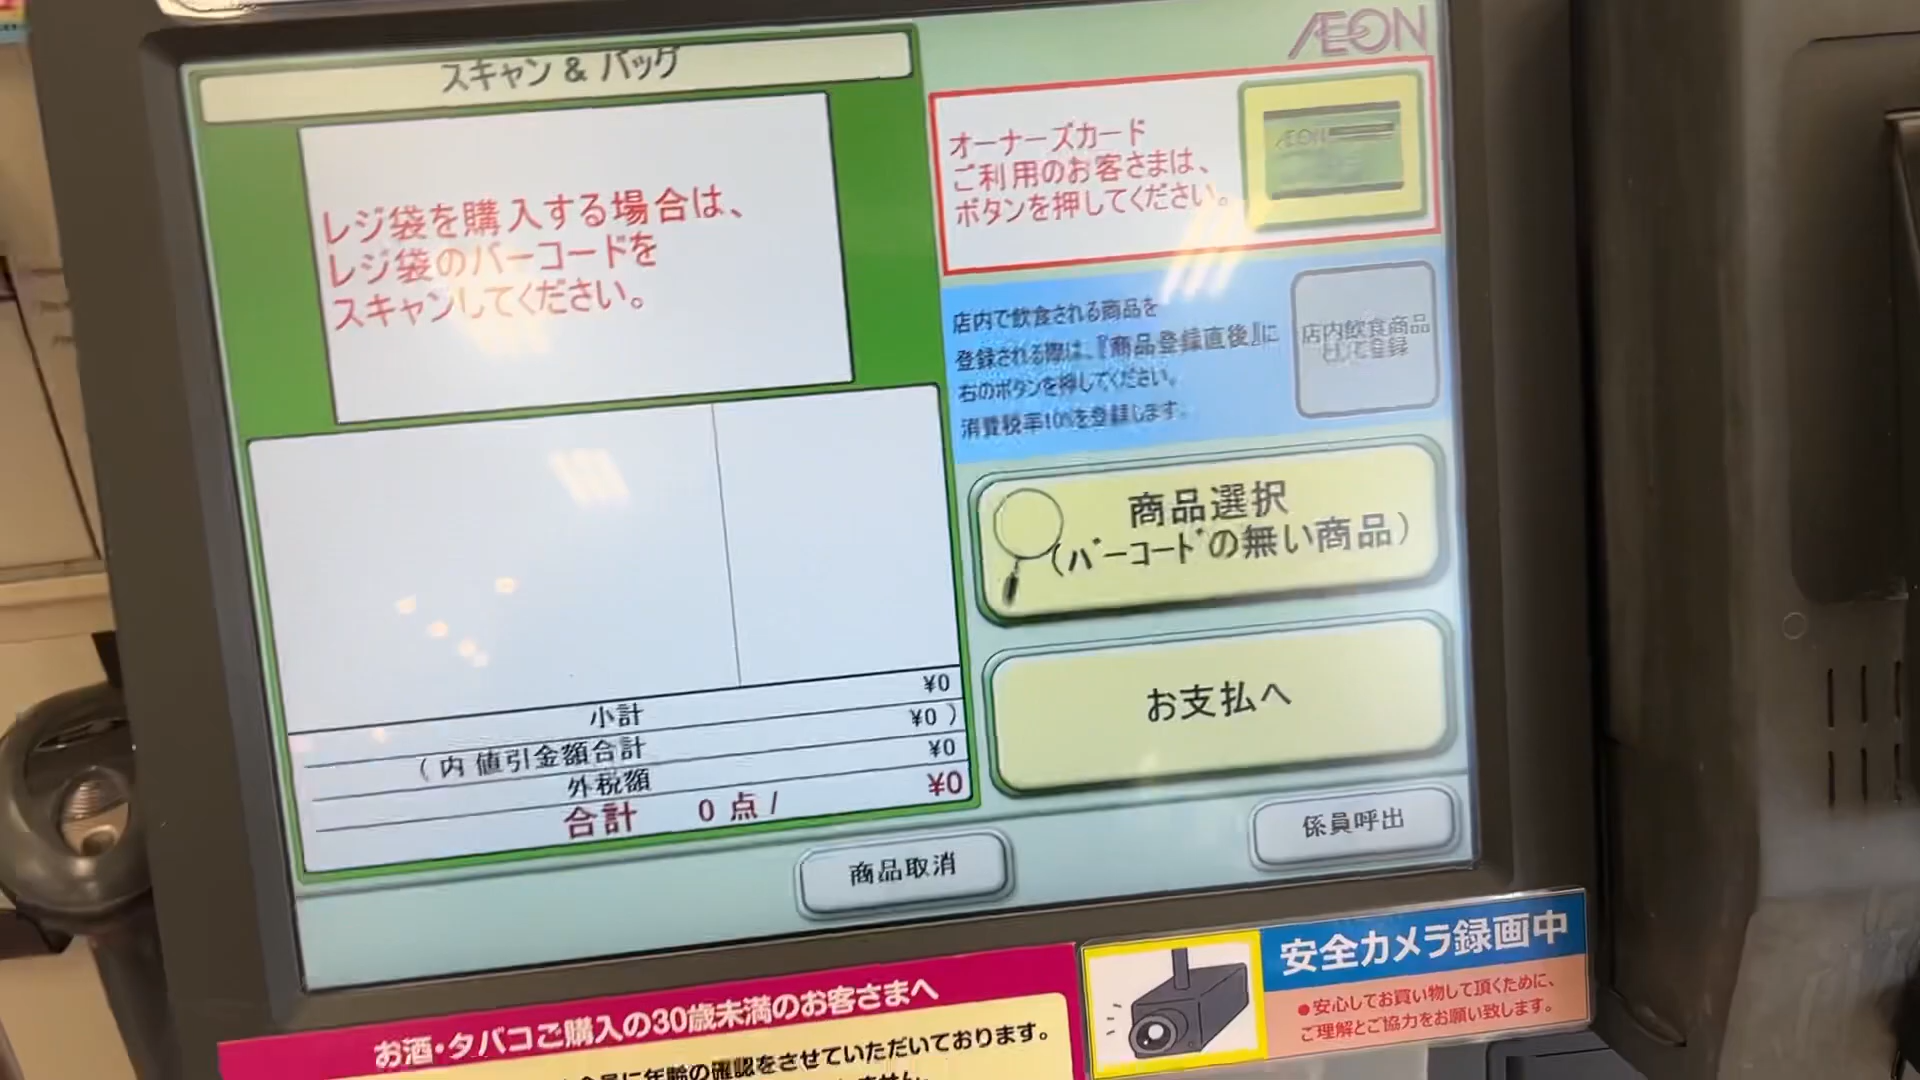 スキャン & バッグ
レジ袋を購入する場合は、
レジ袋のバーコードを
スキャンしてください。
¥0
小計 ¥0 )
( 内 値引金額合計 ¥0
外税額 ¥0
合計 0 点 /
商品取消
AEON
オーナーズカード
ご利用のお客さまは、
ボタンを押してください。
AEON
店内で飲食される商品を
登録される際は、『商品登録直後』に
右のボタンを押してください。
消費税率10%を登録します。
店内飲食商品
として登録
商品選択
(バーコードの無い商品)
お支払へ
係員呼出
お酒・タバコご購入の30歳未満のお客さまへ
に年齢の確認をさせていただいております。
安全カメラ録画中
●安心してお買い物して頂くために、
ご理解とご協力をお願い致します。